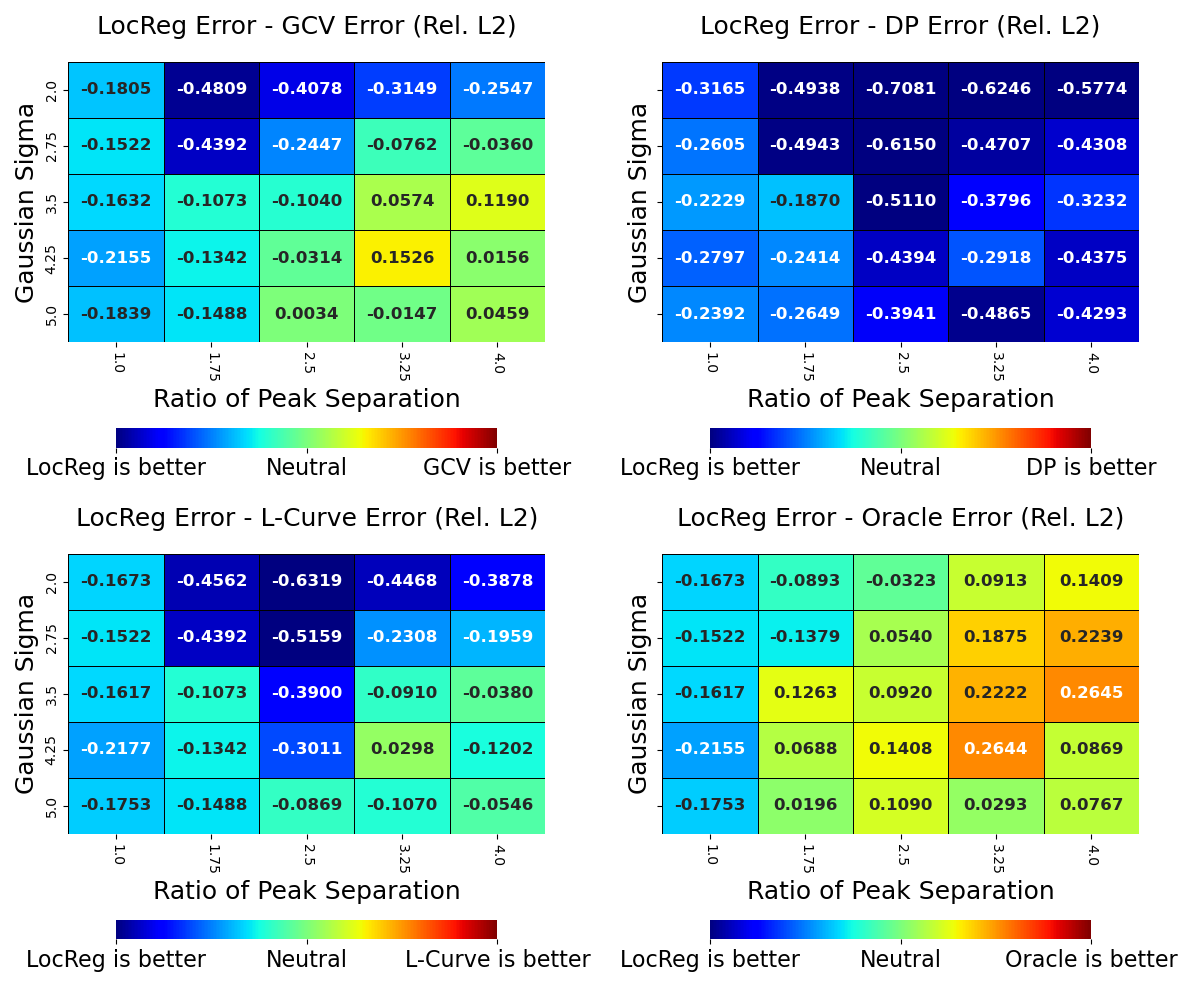 LocReg Error - GCV Error (Rel. L2)
Gaussian Sigma
2.0 -0.1805 -0.4809 -0.4078 -0.3149 -0.2547
2.75 -0.1522 -0.4392 -0.2447 -0.0762 -0.0360
3.5 -0.1632 -0.1073 -0.1040 0.0574 0.1190
4.25 -0.2155 -0.1342 -0.0314 0.1526 0.0156
5.0 -0.1839 -0.1488 0.0034 -0.0147 0.0459
1.0 1.75 2.5 3.25 4.0
Ratio of Peak Separation
LocReg is better Neutral GCV is better
LocReg Error - DP Error (Rel. L2)
Gaussian Sigma
-0.3165 -0.4938 -0.7081 -0.6246 -0.5774
-0.2605 -0.4943 -0.6150 -0.4707 -0.4308
-0.2229 -0.1870 -0.5110 -0.3796 -0.3232
-0.2797 -0.2414 -0.4394 -0.2918 -0.4375
-0.2392 -0.2649 -0.3941 -0.4865 -0.4293
1.0 1.75 2.5 3.25 4.0
Ratio of Peak Separation
LocReg is better Neutral DP is better
LocReg Error - L-Curve Error (Rel. L2)
Gaussian Sigma
2.0 -0.1673 -0.4562 -0.6319 -0.4468 -0.3878
2.75 -0.1522 -0.4392 -0.5159 -0.2308 -0.1959
3.5 -0.1617 -0.1073 -0.3900 -0.0910 -0.0380
4.25 -0.2177 -0.1342 -0.3011 0.0298 -0.1202
5.0 -0.1753 -0.1488 -0.0869 -0.1070 -0.0546
1.0 1.75 2.5 3.25 4.0
Ratio of Peak Separation
LocReg is better Neutral L-Curve is better
LocReg Error - Oracle Error (Rel. L2)
Gaussian Sigma
-0.1673 -0.0893 -0.0323 0.0913 0.1409
-0.1522 -0.1379 0.0540 0.1875 0.2239
-0.1617 0.1263 0.0920 0.2222 0.2645
-0.2155 0.0688 0.1408 0.2644 0.0869
-0.1753 0.0196 0.1090 0.0293 0.0767
1.0 1.75 2.5 3.25 4.0
Ratio of Peak Separation
LocReg is better Neutral Oracle is better